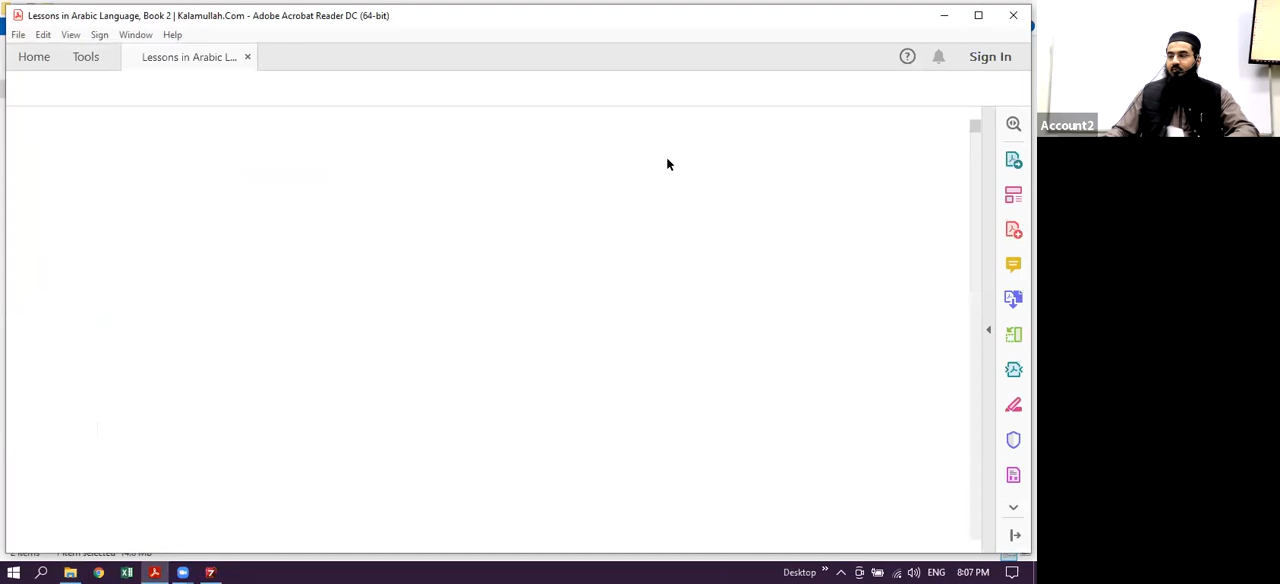 Lessons in Arabic Language, Book 2 | Kalamullah.Com - Adobe Acrobat Reader DC (64-bit)
File Edit View Sign Window Help
Home Tools Lessons in Arabic L... × Sign In
Account2
Desktop » ENG 8:07 PM